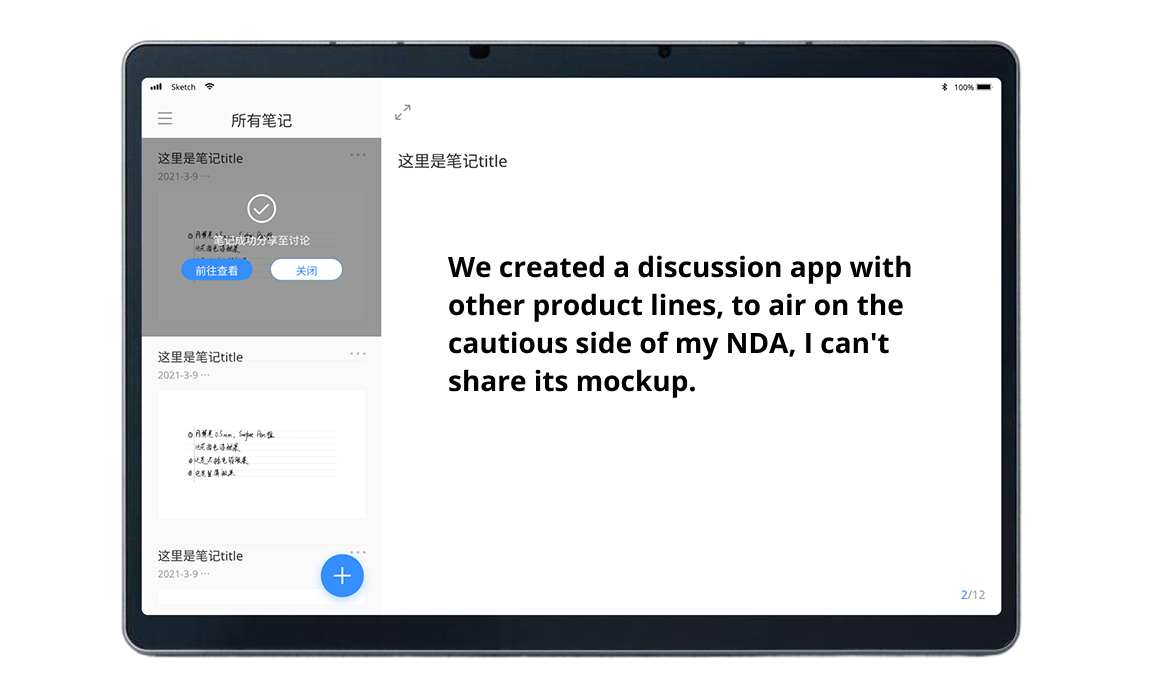 Sketch 100%
所有笔记
这里是笔记title
2021-3-9 ···
笔记成功分享至讨论
前往查看 关闭
这里是笔记title
2021-3-9 ···
这里是笔记title
2021-3-9 ···
这里是笔记title
We created a discussion app with
other product lines, to air on the
cautious side of my NDA, I can't
share its mockup.
2/12